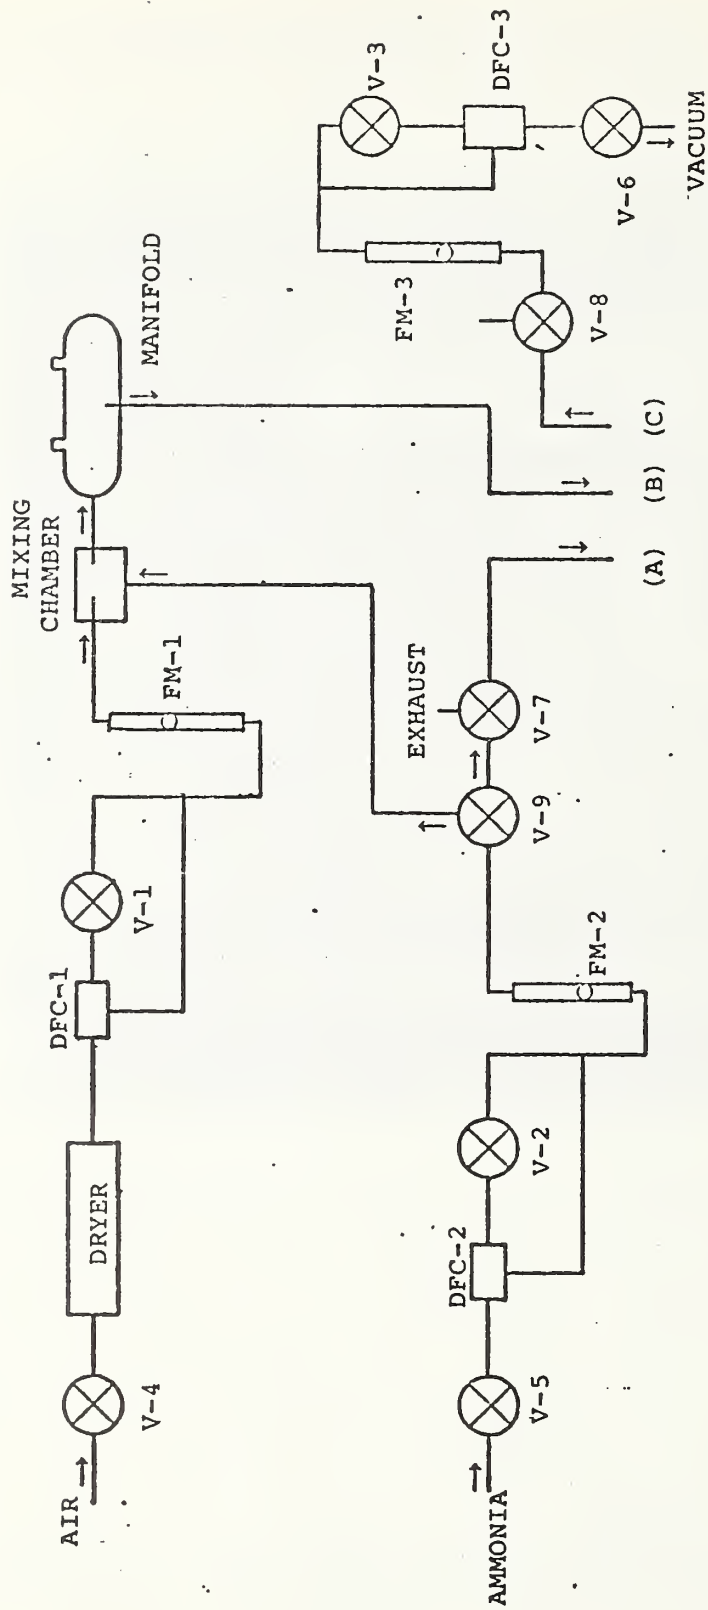 AIR
V-4
DRYER
DFC-1
V-1
FM-1
MIXING
CHAMBER
MANIFOLD
AMMONIA
V-5
DFC-2
V-2
FM-2
V-9
EXHAUST
V-7
(A)
(B)
(C)
V-8
FM-3
V-3
DFC-3
V-6
VACUUM